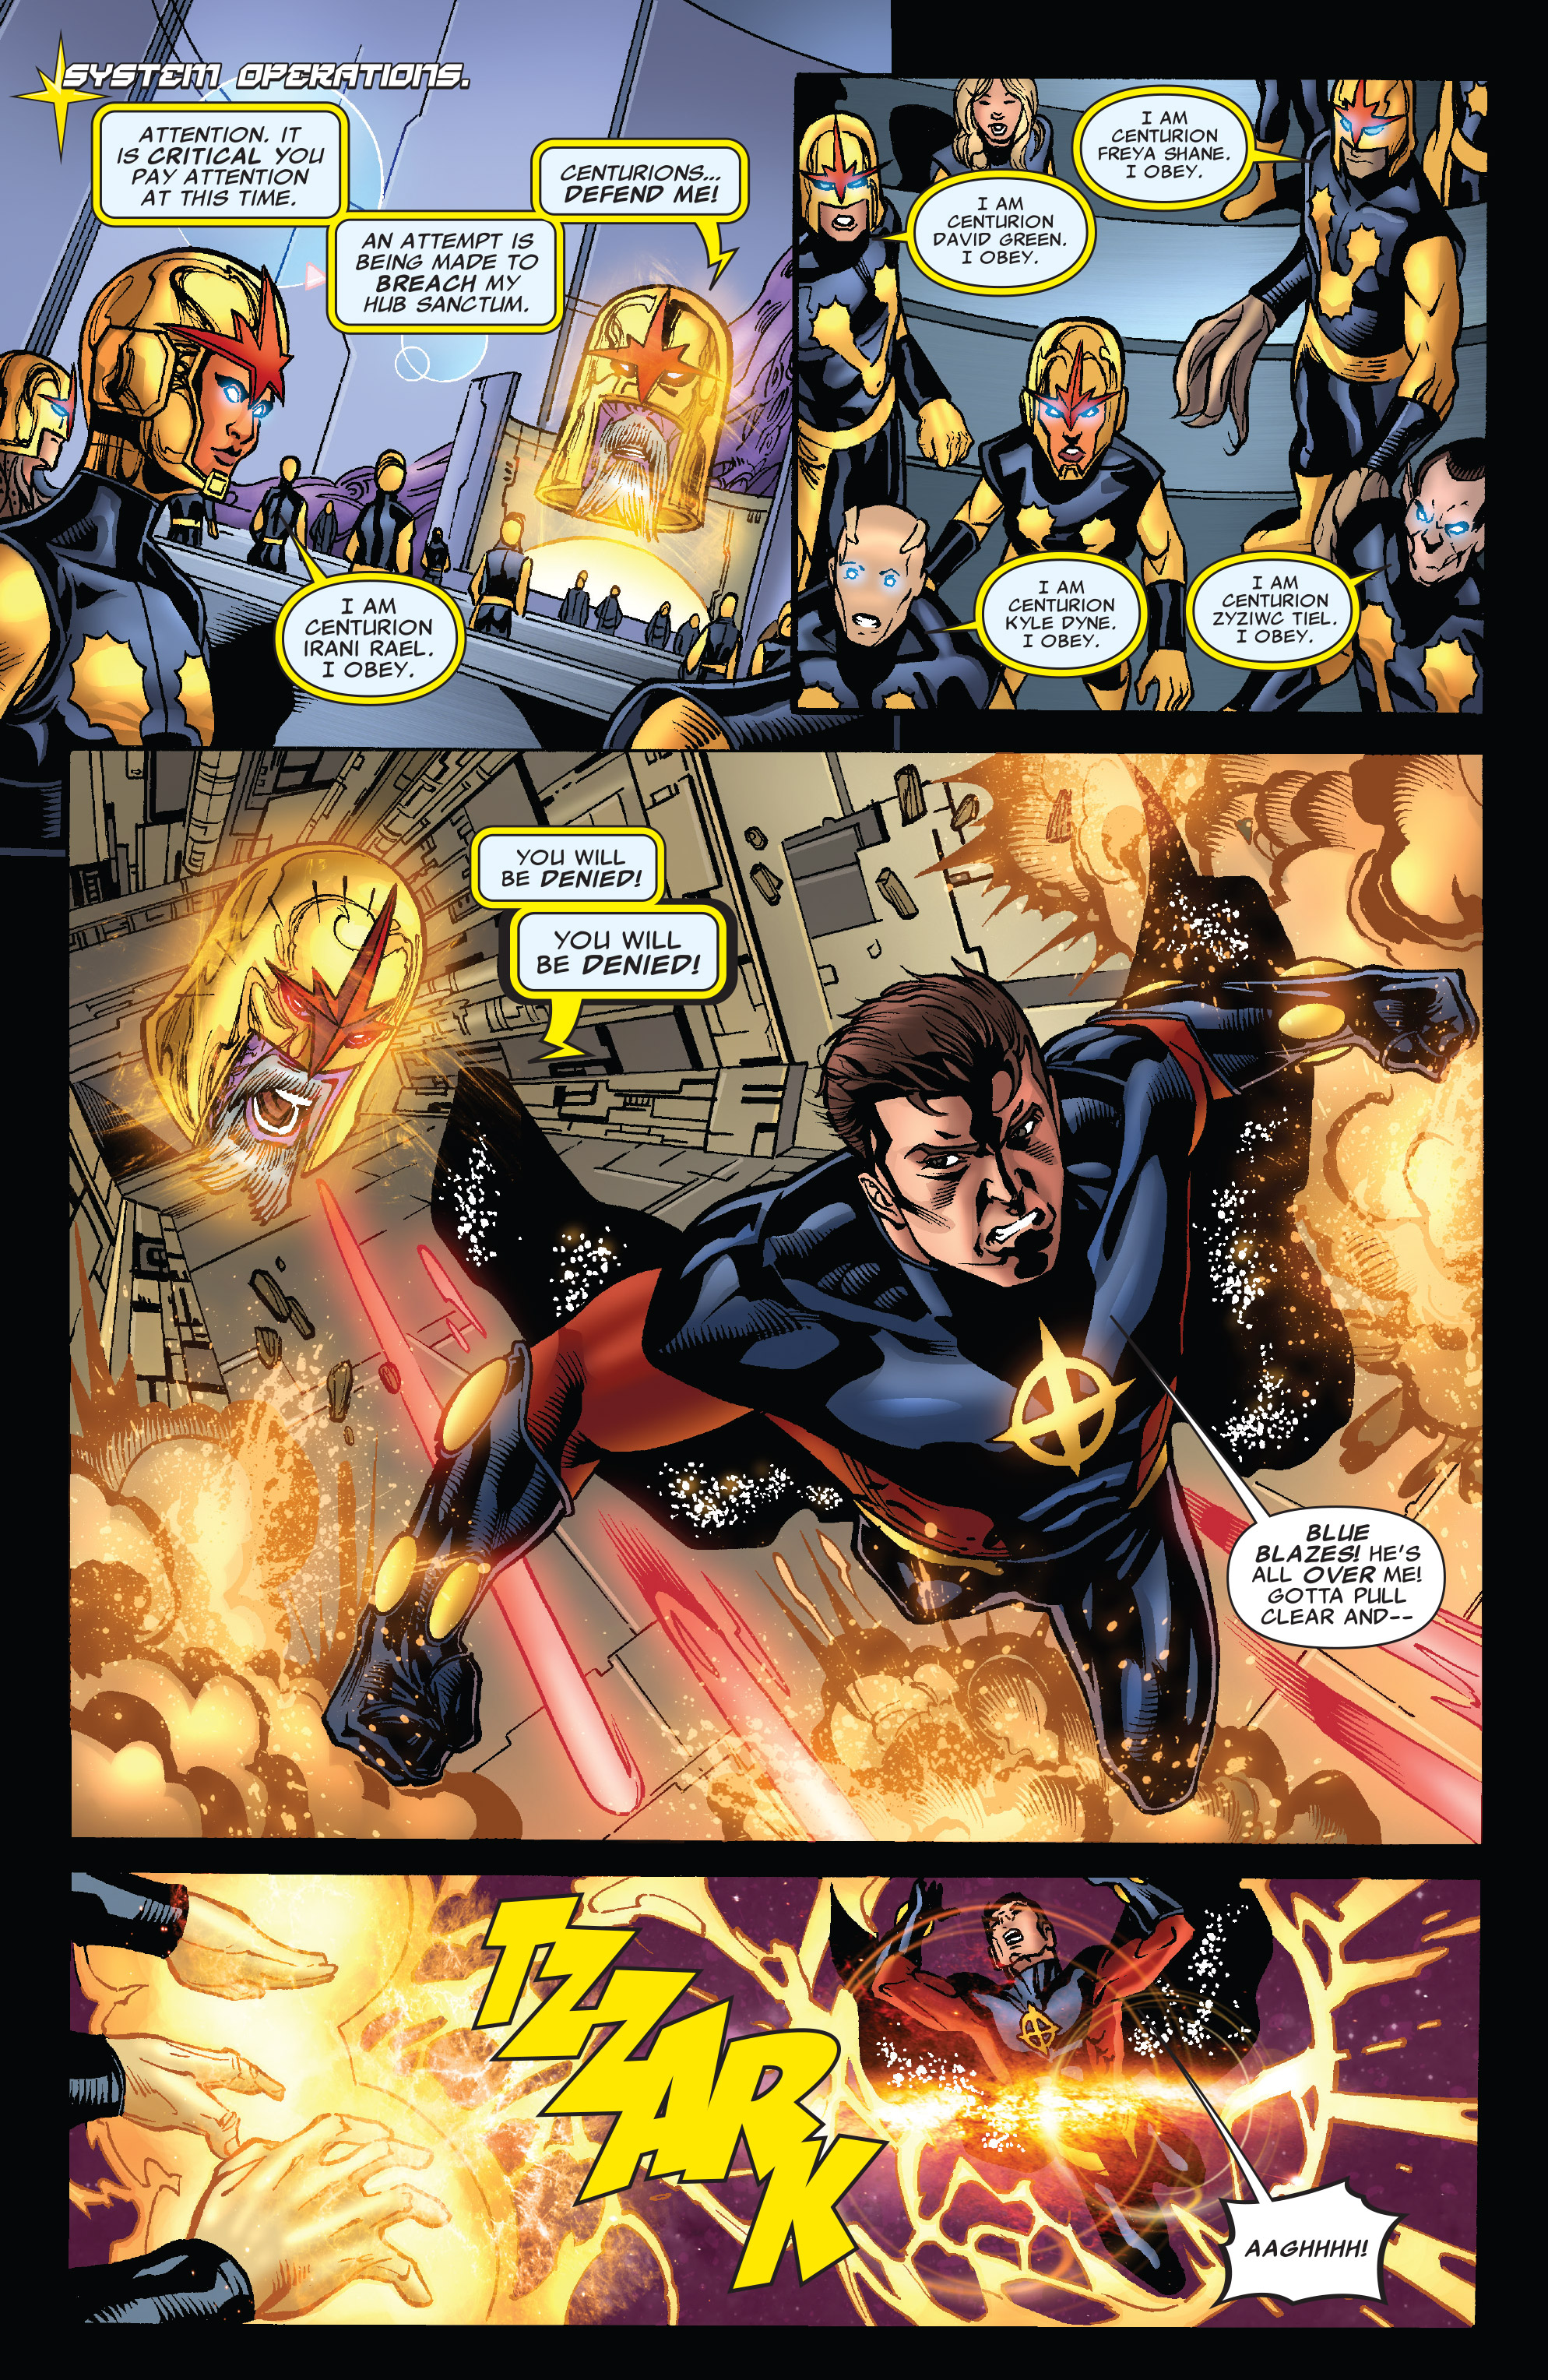 SYSTEM OPERATIONS.
ATTENTION. IT
IS CRITICAL YOU
PAY ATTENTION
AT THIS TIME.
AN ATTEMPT IS
BEING MADE TO
BREACH MY
HUB SANCTUM.
CENTURIONS...
DEFEND ME!
I AM
CENTURION
IRANI RAEL.
I OBEY.
I AM
CENTURION
FREYA SHANE.
I OBEY.
I AM
CENTURION
DAVID GREEN.
I OBEY.
I AM
CENTURION
KYLE DYNE.
I OBEY.
I AM
CENTURION
ZYZIWC TIEL.
I OBEY.
YOU WILL
BE DENIED!
YOU WILL
BE DENIED!
BLUE
BLAZES! HE'S
ALL OVER ME!
GOTTA PULL
CLEAR AND--
TZZARK
AAGHHHH!